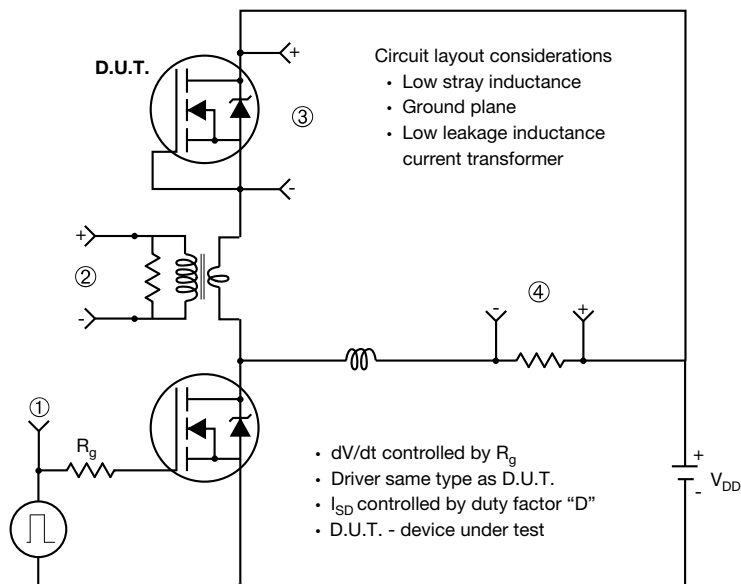 D.U.T.
+
③
-
Circuit layout considerations
• Low stray inductance
• Ground plane
• Low leakage inductance
current transformer
+
②
-
④
-
+
①
Rg
• dV/dt controlled by Rg
• Driver same type as D.U.T.
• ISD controlled by duty factor “D”
• D.U.T. - device under test
+
VDD
-